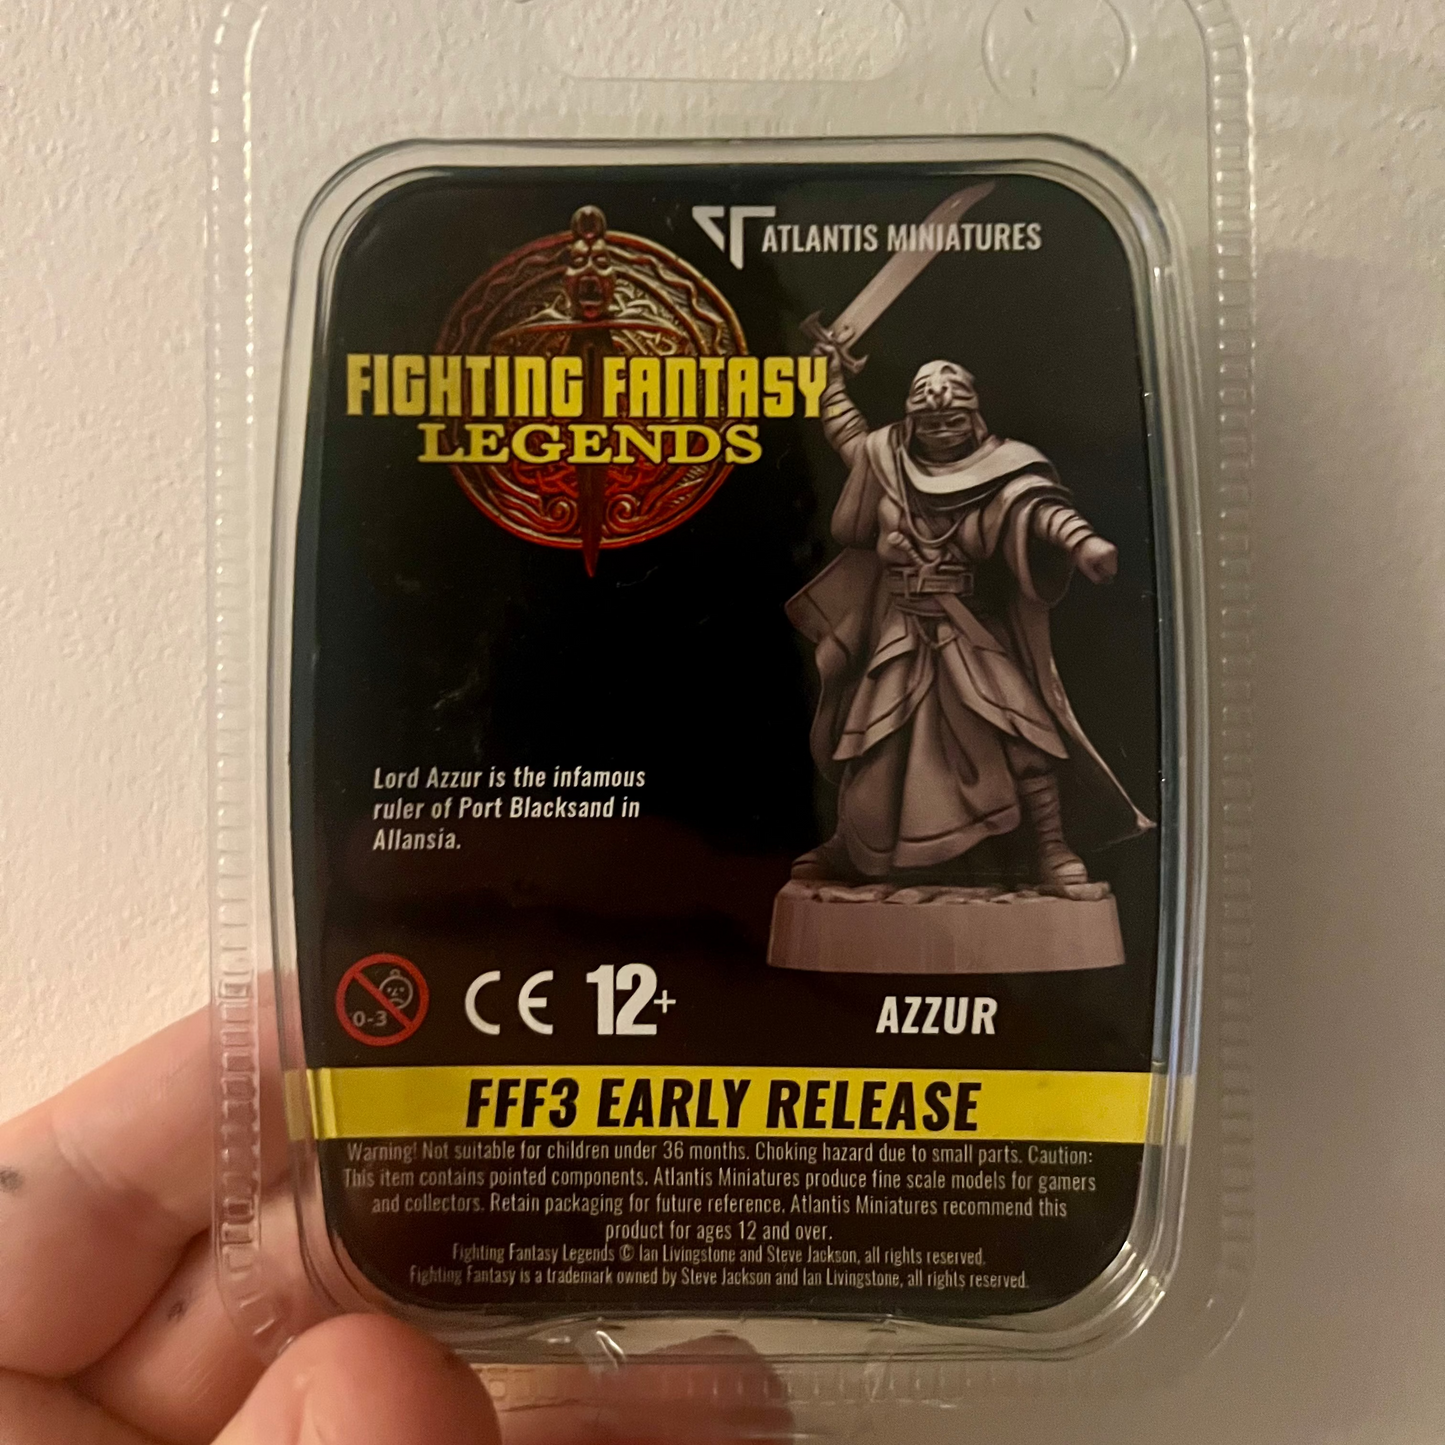 ATLANTIS MINIATURES
FIGHTING FANTASY
LEGENDS
Lord Azzur is the infamous
ruler of Port Blacksand in
Allansia.
0-3
CE 12+
AZZUR
FFF3 EARLY RELEASE
Warning! Not suitable for children under 36 months. Choking hazard due to small parts. Caution:
This item contains pointed components. Atlantis Miniatures produce fine scale models for gamers
and collectors. Retain packaging for future reference. Atlantis Miniatures recommend this
product for ages 12 and over.
Fighting Fantasy Legends © Ian Livingstone and Steve Jackson, all rights reserved.
Fighting Fantasy is a trademark owned by Steve Jackson and Ian Livingstone, all rights reserved.